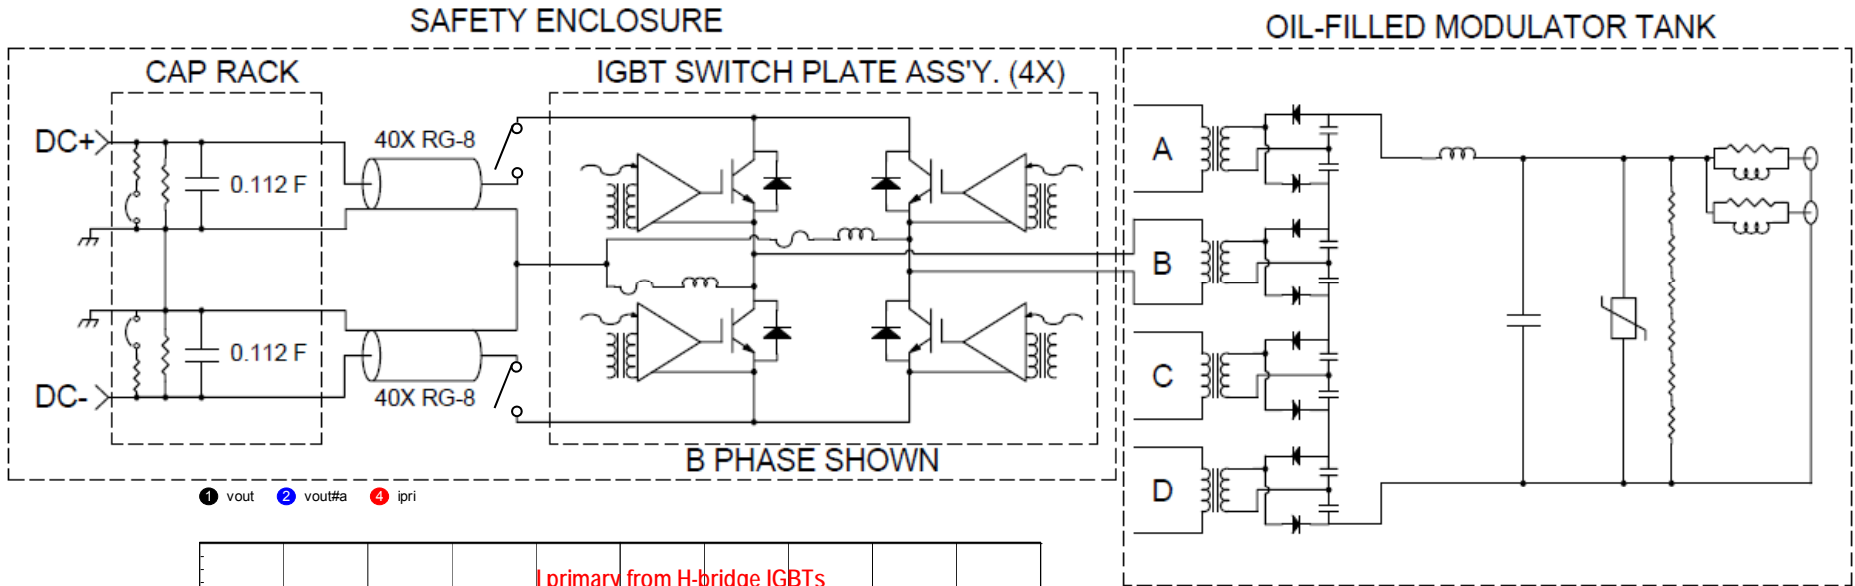 SAFETY ENCLOSURE
OIL-FILLED MODULATOR TANK
CAP RACK
IGBT SWITCH PLATE ASS'Y. (4X)
DC+
40X RG-8
0.112 F
A
B
0.112 F
C
DC-
40X RG-8
B PHASE SHOWN
D
1 vout 2 vout#a 4 ipri
I primary from H-bridge IGBTs